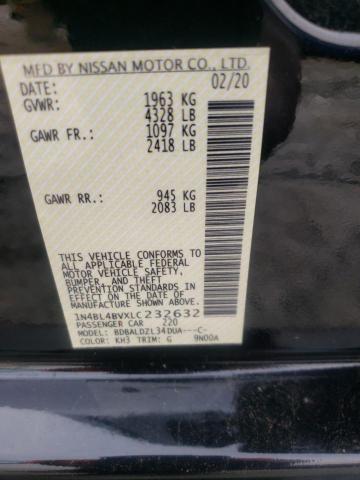 MFD BY NISSAN MOTOR CO., LTD.
DATE: 02/20
GVWR: 1963 KG
4328 LB
GAWR FR.: 1097 KG
2418 LB
GAWR RR.: 945 KG
2083 LB
THIS VEHICLE CONFORMS TO
ALL APPLICABLE FEDERAL
MOTOR VEHICLE SAFETY,
BUMPER, AND THEFT
PREVENTION STANDARDS IN
EFFECT ON THE DATE OF
MANUFACTURE SHOWN ABOVE.
1N4BL4BVXLC232632
PASSENGER CAR 220
MODEL: BDBALDZL34DUA---C-
COLOR: KH3 TRIM: G 9N00A